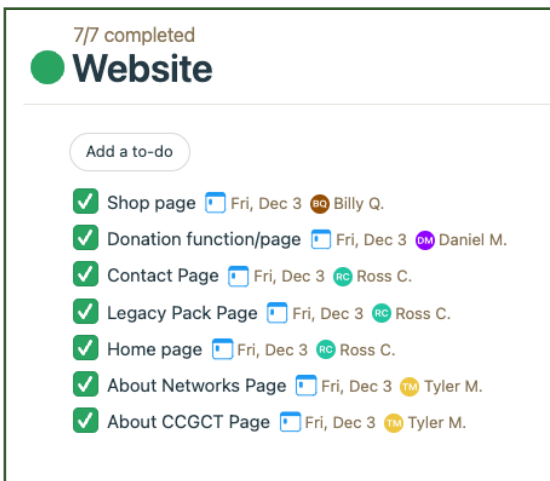 7/7 completed
Website
Add a to-do
Shop page Fri, Dec 3 BQ Billy Q.
Donation function/page Fri, Dec 3 DM Daniel M.
Contact Page Fri, Dec 3 RC Ross C.
Legacy Pack Page Fri, Dec 3 RC Ross C.
Home page Fri, Dec 3 RC Ross C.
About Networks Page Fri, Dec 3 TM Tyler M.
About CCGCT Page Fri, Dec 3 TM Tyler M.